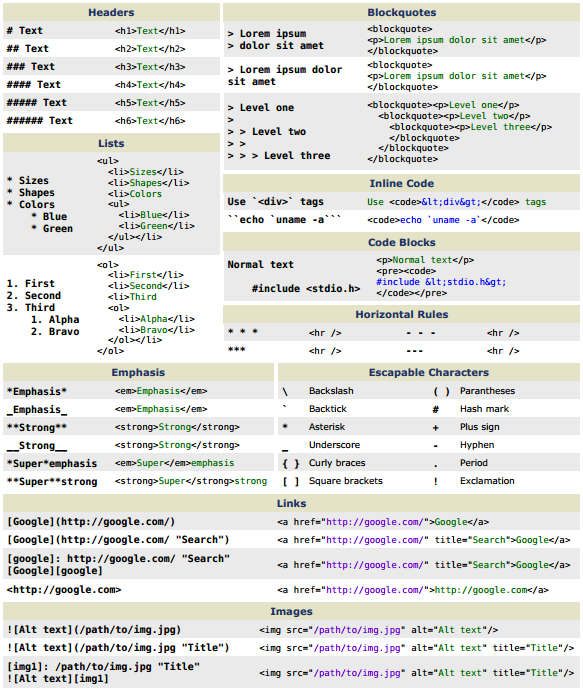 Headers
# Text <h1>Text</h1>
## Text <h2>Text</h2>
### Text <h3>Text</h3>
#### Text <h4>Text</h4>
##### Text <h5>Text</h5>
###### Text <h6>Text</h6>
Lists
* Sizes
* Shapes
* Colors
    * Blue
    * Green
<ul>
  <li>Sizes</li>
  <li>Shapes</li>
  <li>Colors
  <ul>
    <li>Blue</li>
    <li>Green</li>
  </ul></li>
</ul>
1. First
2. Second
3. Third
    1. Alpha
    2. Bravo
<ol>
  <li>First</li>
  <li>Second</li>
  <li>Third
  <ol>
    <li>Alpha</li>
    <li>Bravo</li>
  </ol></li>
</ol>
Blockquotes
> Lorem ipsum
> dolor sit amet
<blockquote>
<p>Lorem ipsum dolor sit amet</p>
</blockquote>
> Lorem ipsum dolor
sit amet
<blockquote>
<p>Lorem ipsum dolor sit amet</p>
</blockquote>
> Level one
>
> > Level two
> >
> > > Level three
<blockquote><p>Level one</p>
  <blockquote><p>Level two</p>
    <blockquote><p>Level three</p>
    </blockquote>
  </blockquote>
</blockquote>
Inline Code
Use `<div>` tags Use <code>&lt;div&gt;</code> tags
``echo `uname -a``` <code>echo `uname -a`</code>
Code Blocks
Normal text

    #include <stdio.h>
<p>Normal text</p>
<pre><code>
#include &lt;stdio.h&gt;
</code></pre>
Horizontal Rules
* * * <hr /> - - - <hr />
*** <hr /> --- <hr />
Emphasis
*Emphasis* <em>Emphasis</em>
_Emphasis_ <em>Emphasis</em>
**Strong** <strong>Strong</strong>
__Strong__ <strong>Strong</strong>
*Super*emphasis <em>Super</em>emphasis
**Super**strong <strong>Super</strong>strong
Escapable Characters
\ Backslash ( ) Parantheses
` Backtick # Hash mark
* Asterisk + Plus sign
_ Underscore - Hyphen
{ } Curly braces . Period
[ ] Square brackets ! Exclamation
Links
[Google](http://google.com/) <a href="http://google.com/">Google</a>
[Google](http://google.com/ "Search") <a href="http://google.com/" title="Search">Google</a>
[google]: http://google.com/ "Search"
[Google][google]
<a href="http://google.com/" title="Search">Google</a>
<http://google.com> <a href="http://google.com/">http://google.com</a>
Images
![Alt text](/path/to/img.jpg) <img src="/path/to/img.jpg" alt="Alt text"/>
![Alt text](/path/to/img.jpg "Title") <img src="/path/to/img.jpg" alt="Alt text" title="Title"/>
[img1]: /path/to/img.jpg "Title"
![Alt text][img1]
<img src="/path/to/img.jpg" alt="Alt text" title="Title"/>